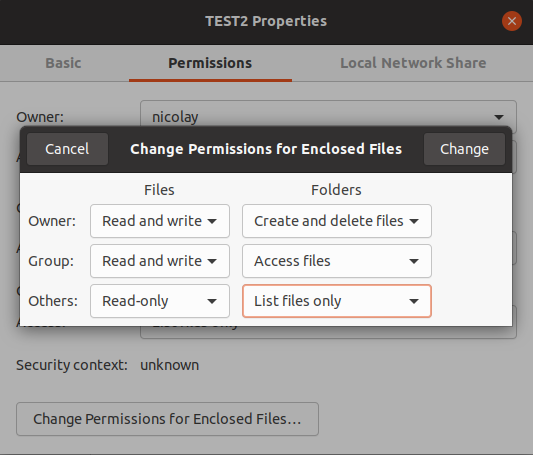 TEST2 Properties
Basic Permissions Local Network Share
Owner: nicolay
Cancel Change Permissions for Enclosed Files Change
Files Folders
Owner: Read and write Create and delete files
Group: Read and write Access files
Others: Read-only List files only
Security context: unknown
Change Permissions for Enclosed Files...